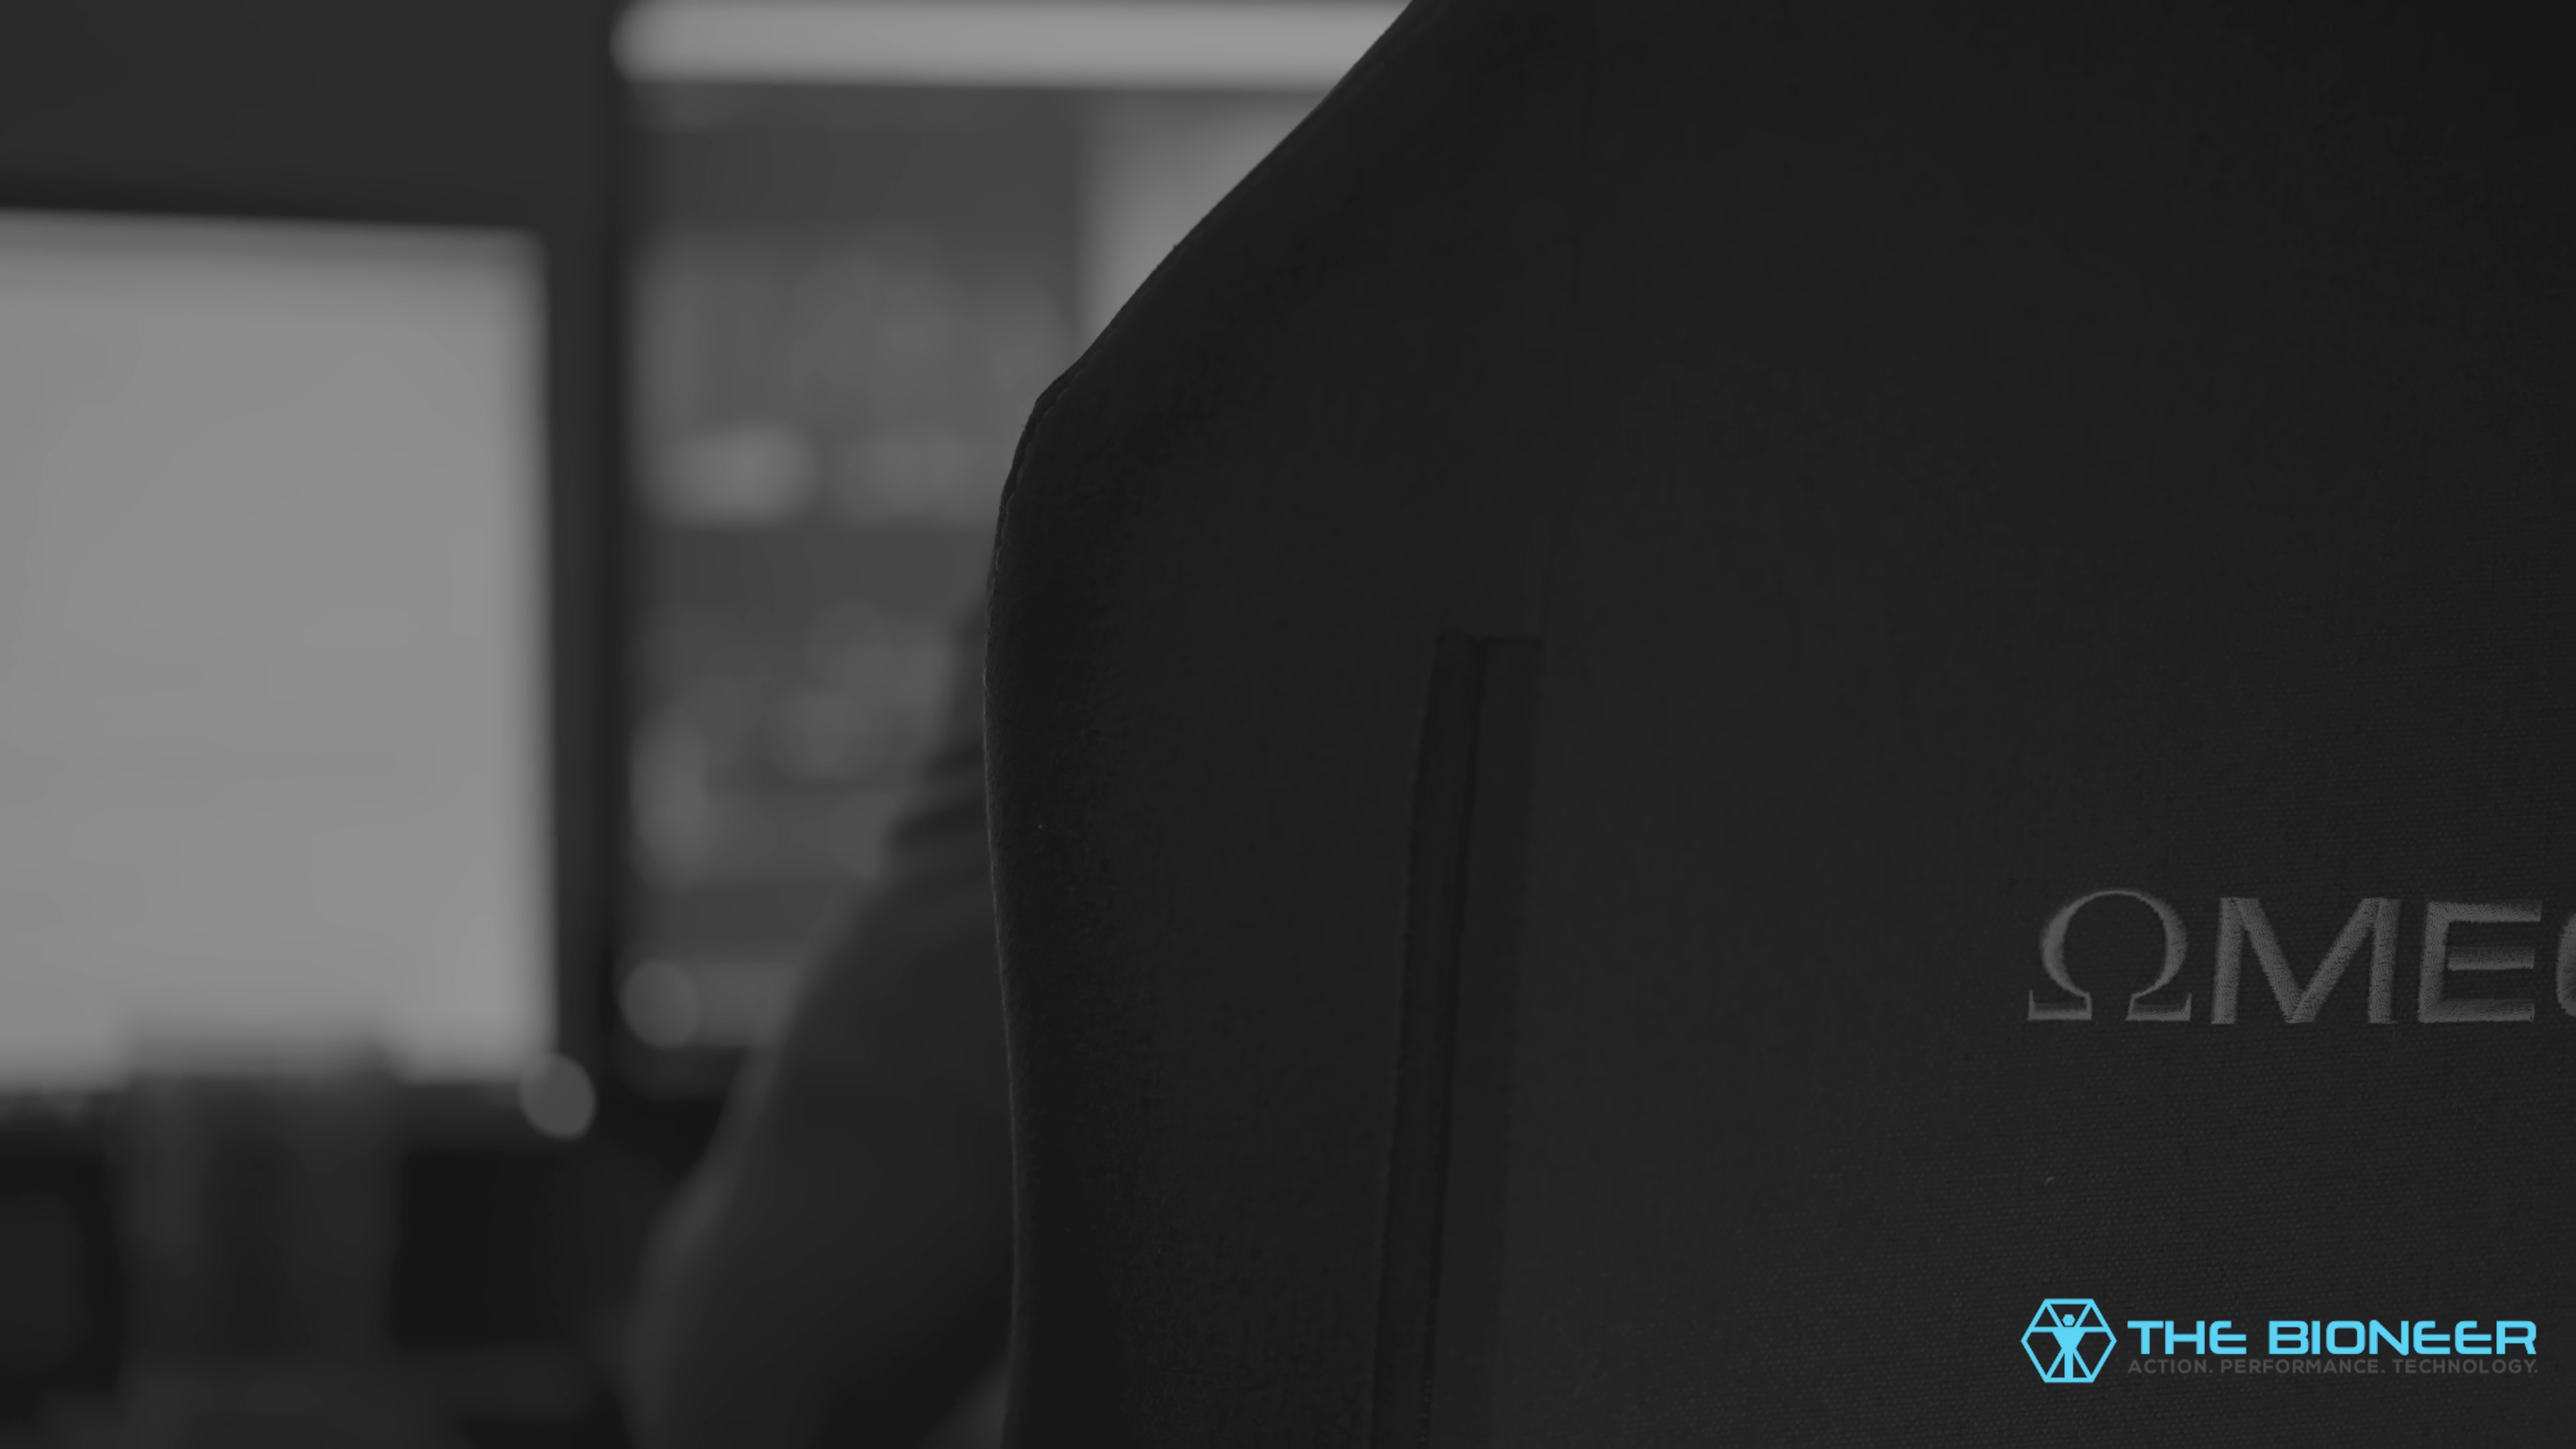 ΩME
THE BIONEER
ACTION. PERFORMANCE. TECHNOLOGY.